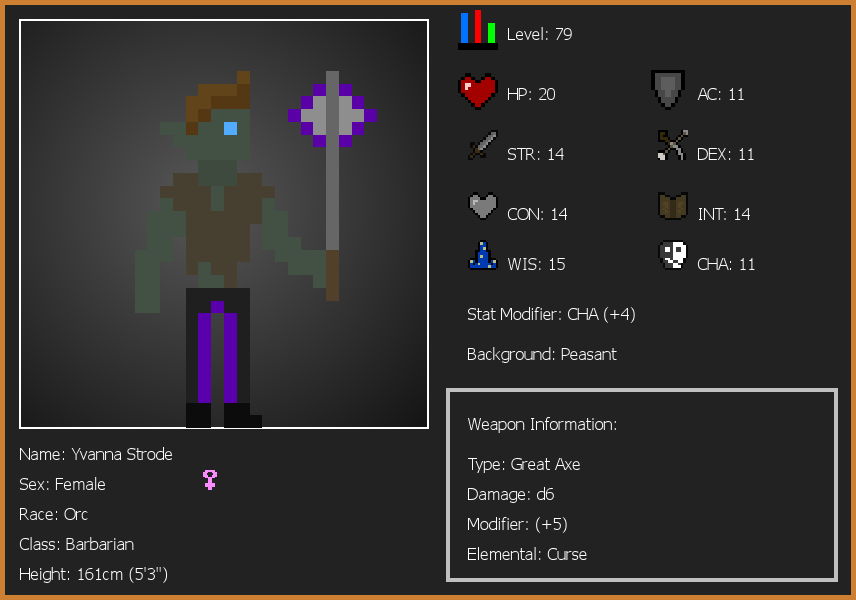 Level: 79
HP: 20
AC: 11
STR: 14
DEX: 11
CON: 14
INT: 14
WIS: 15
CHA: 11
Stat Modifier: CHA (+4)
Background: Peasant
Weapon Information:
Type: Great Axe
Damage: d6
Modifier: (+5)
Elemental: Curse
Name: Yvanna Strode
Sex: Female
Race: Orc
Class: Barbarian
Height: 161cm (5'3")